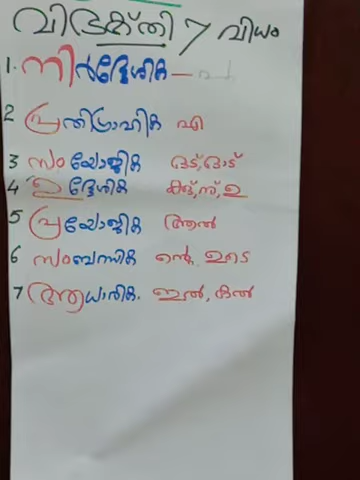 വിഭക്തി 7 വിധം
1. നിർദ്ദേശിക –
2 പ്രതിഗ്രാഹിക എ
3 സംയോജിക ഓട്, ഓട്
4 ഉദ്ദേശിക ക്ക്, ന്, ഉ
5 പ്രയോജിക ആൽ
6 സംബന്ധിക ന്റെ, ഉടെ
7 ആധാരിക. ഇൽ, കൽ